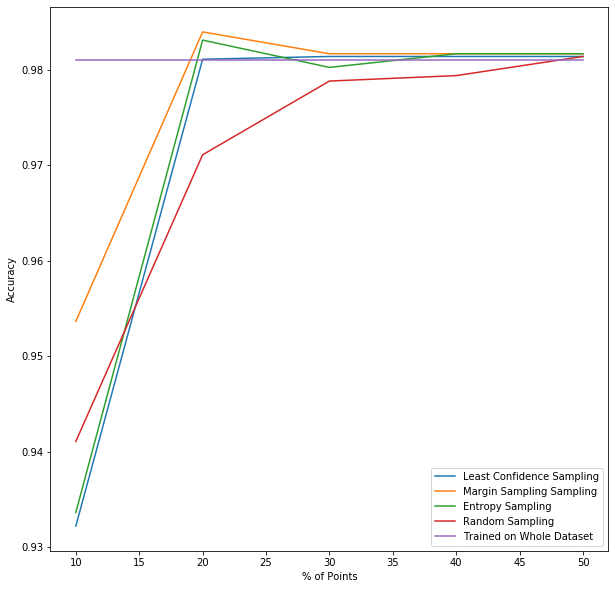 0.98
0.97
0.96
0.95
0.94
0.93
Accuracy
10 15 20 25 30 35 40 45 50
% of Points
Least Confidence Sampling
Margin Sampling Sampling
Entropy Sampling
Random Sampling
Trained on Whole Dataset